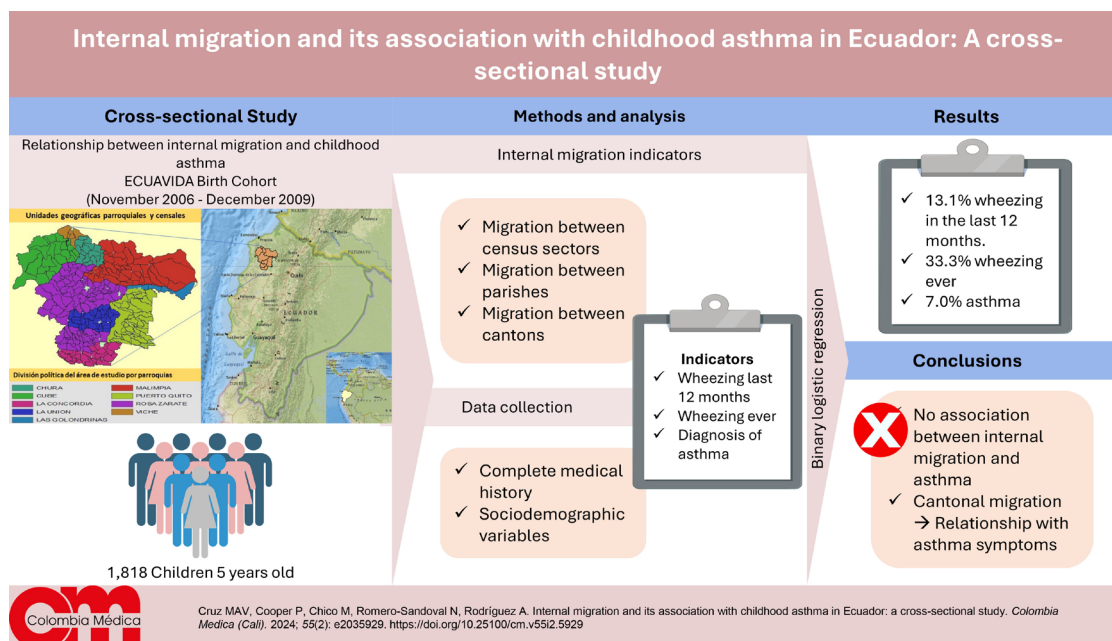 Internal migration and its association with childhood asthma in Ecuador: A cross-
sectional study
Cross-sectional Study
Relationship between internal migration and childhood
asthma
ECUAVIDA Birth Cohort
(November 2006 - December 2009)
Unidades geográficas parroquiales y censales
ECUADOR
Quito
Guayaquil
División política del área de estudio por parroquias
CHURA
CUBE
LA CONCORDIA
LA UNION
LAS GOLONDRINAS
MALIMPIA
PUERTO QUITO
ROSA ZARATE
VICHE
1,818 Children 5 years old
Methods and analysis
Internal migration indicators
✓ Migration between
census sectors
✓ Migration between
parishes
✓ Migration between
cantons
Data collection
✓ Complete medical
history
✓ Sociodemographic
variables
Indicators
✓ Wheezing last
12 months
✓ Wheezing ever
✓ Diagnosis of
asthma
Binary logistic regression
Results
✓ 13.1% wheezing
in the last 12
months.
✓ 33.3% wheezing
ever
✓ 7.0% asthma
Conclusions
X
✓ No association
between internal
migration and
asthma
✓ Cantonal migration
→ Relationship with
asthma symptoms
cm
Colombia Médica
Cruz MAV, Cooper P, Chico M, Romero-Sandoval N, Rodríguez A. Internal migration and its association with childhood asthma in Ecuador: a cross-sectional study. Colombia
Medica (Cali). 2024; 55(2): e2035929. https://doi.org/10.25100/cm.v55i2.5929